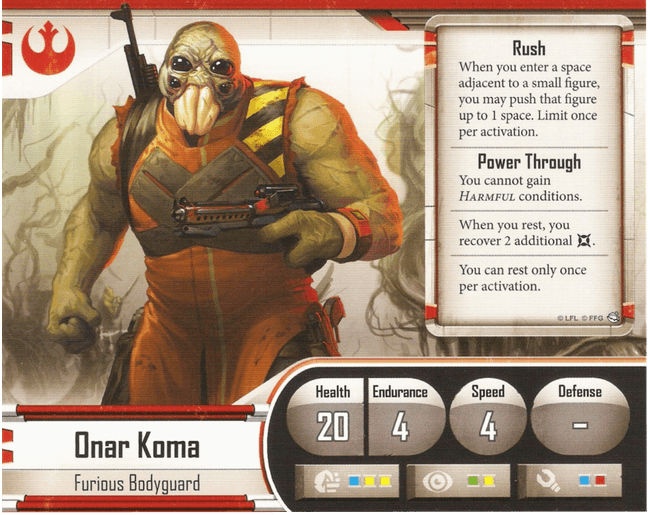 Rush
When you enter a space
adjacent to a small figure,
you may push that figure
up to 1 space. Limit once
per activation.
Power Through
You cannot gain
HARMFUL conditions.
When you rest, you
recover 2 additional .
You can rest only once
per activation.
© LFL © FFG
Health Endurance Speed Defense
20 4 4 -
Onar Koma
Furious Bodyguard